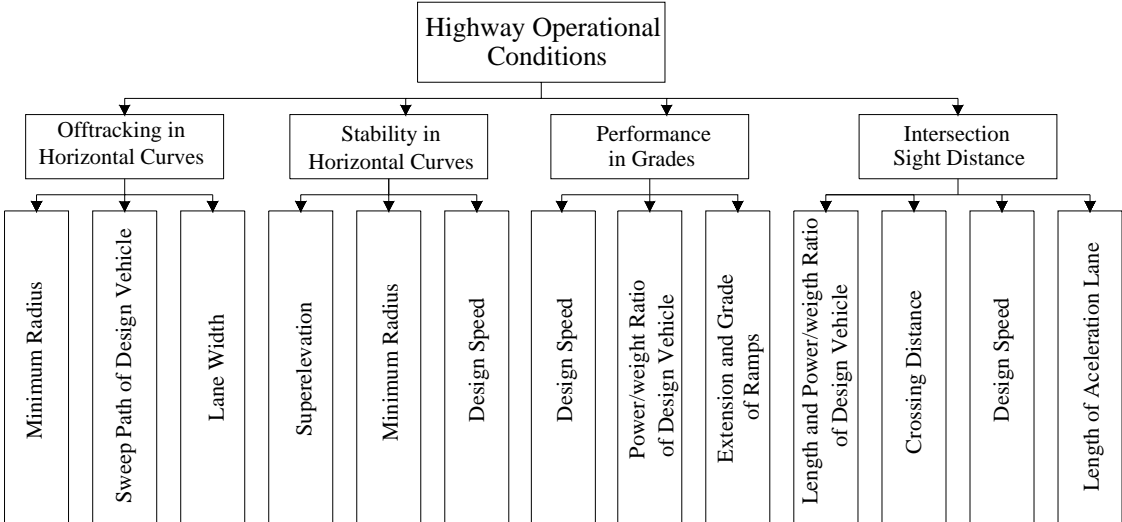 Highway Operational
Conditions
Offtracking in
Horizontal Curves
Stability in
Horizontal Curves
Performance
in Grades
Intersection
Sight Distance
Minimum Radius
Sweep Path of Design Vehicle
Lane Width
Superelevation
Minimum Radius
Design Speed
Design Speed
Power/weight Ratio
of Design Vehicle
Extension and Grade
of Ramps
Length and Power/weigth Ratio
of Design Vehicle
Crossing Distance
Design Speed
Length of Aceleration Lane